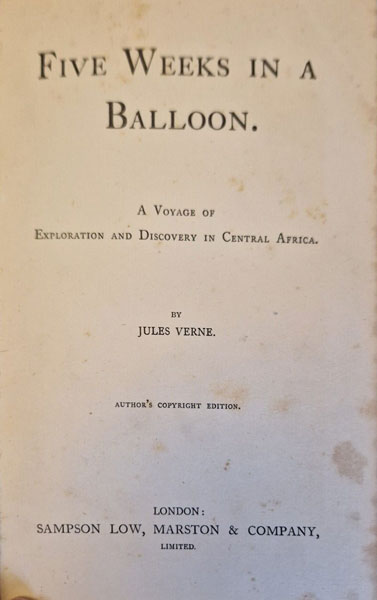 FIVE WEEKS IN A
BALLOON.
A VOYAGE OF
EXPLORATION AND DISCOVERY IN CENTRAL AFRICA.
BY
JULES VERNE.
AUTHOR'S COPYRIGHT EDITION.
LONDON:
SAMPSON LOW, MARSTON & COMPANY,
LIMITED.